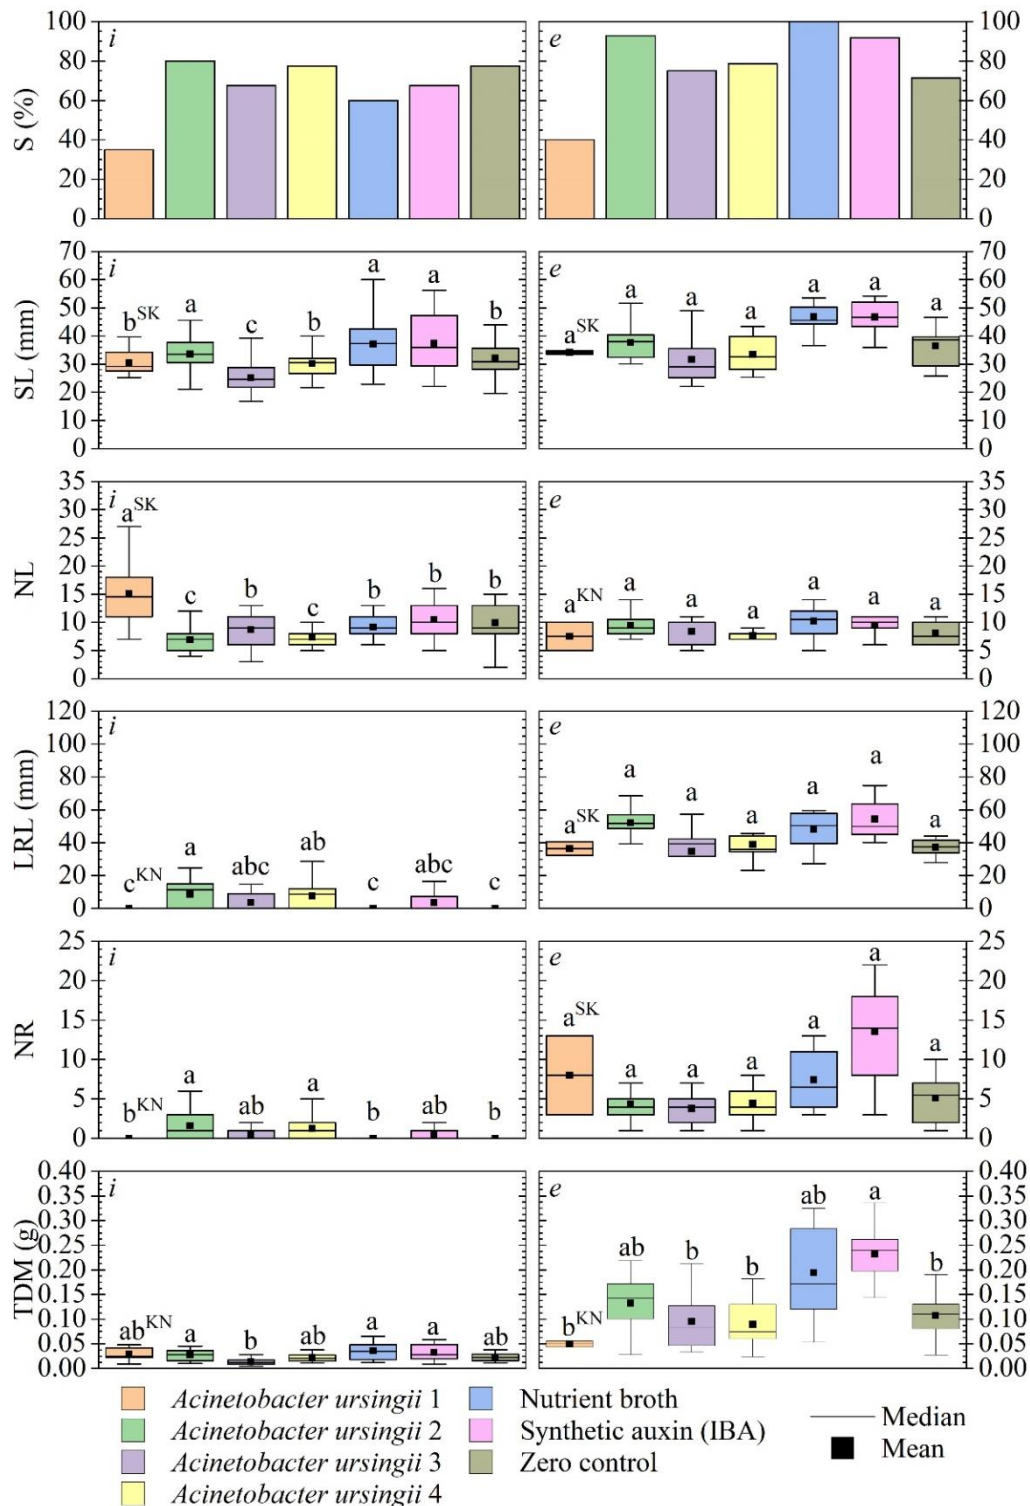 S (%)
100
80
60
40
20
0
i
e
100
80
60
40
20
0
SL (mm)
70
60
50
40
30
20
10
0
i
b^SK a c b a a b
e
a^SK a a a a a a
70
60
50
40
30
20
10
0
NL
35
30
25
20
15
10
5
0
i
a^SK c b c b b b
e
a^KN a a a a a a
35
30
25
20
15
10
5
0
LRL (mm)
120
100
80
60
40
20
0
i
c^KN a abc ab c abc c
e
a^SK a a a a a a
120
100
80
60
40
20
0
NR
25
20
15
10
5
0
i
b^KN a ab a b ab b
e
a^SK a a a a a a
25
20
15
10
5
0
TDM (g)
0.40
0.35
0.30
0.25
0.20
0.15
0.10
0.05
0.00
i
ab^KN a b ab a a ab
e
b^KN ab b b ab a b
0.40
0.35
0.30
0.25
0.20
0.15
0.10
0.05
0.00
Acinetobacter ursingii 1
Acinetobacter ursingii 2
Acinetobacter ursingii 3
Acinetobacter ursingii 4
Nutrient broth
Synthetic auxin (IBA)
Zero control
Median
Mean